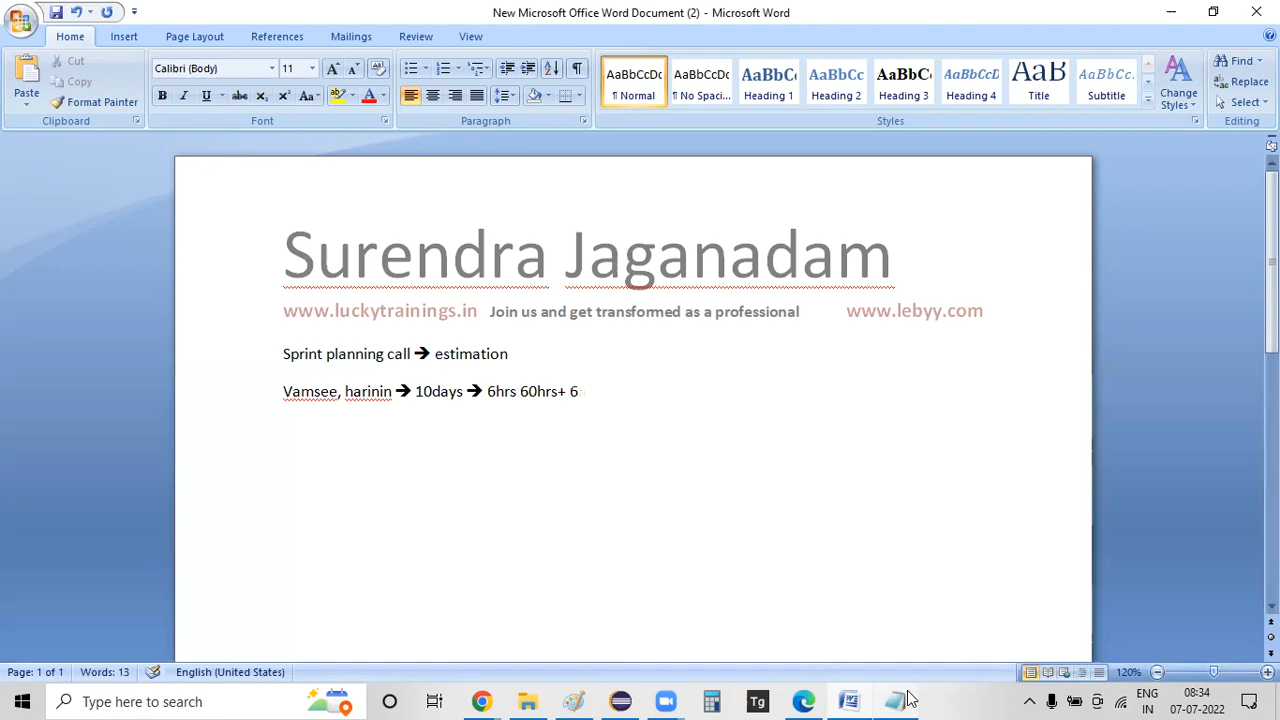 New Microsoft Office Word Document (2) - Microsoft Word
Home Insert Page Layout References Mailings Review View
Paste
Cut
Copy
Format Painter
Clipboard
Calibri (Body) 11
Font
Paragraph
AaBbCcDc AaBbCcDc AaBbC AaBbCc AaBbCc AaBbCcD AaB AaBbCcD
¶ Normal ¶ No Spaci... Heading 1 Heading 2 Heading 3 Heading 4 Title Subtitle
Change Styles
Styles
Find
Replace
Select
Editing
Surendra Jaganadam
www.luckytrainings.in Join us and get transformed as a professional www.lebyy.com
Sprint planning call → estimation
Vamsee, harinin → 10days → 6hrs 60hrs+ 6
Page: 1 of 1 Words: 13 English (United States) 120%
Type here to search
Tg
ENG
IN
08:34
07-07-2022